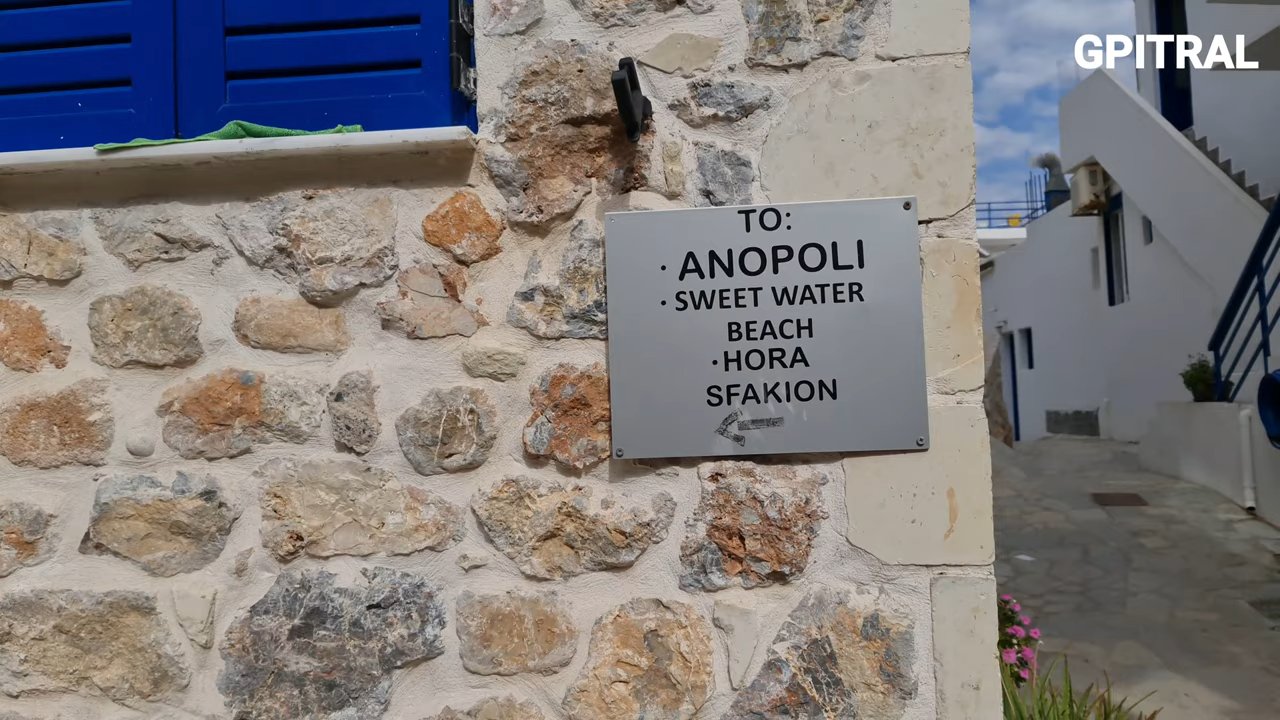 GPITRAL
TO:
· ANOPOLI
· SWEET WATER
BEACH
· HORA
SFAKION
←